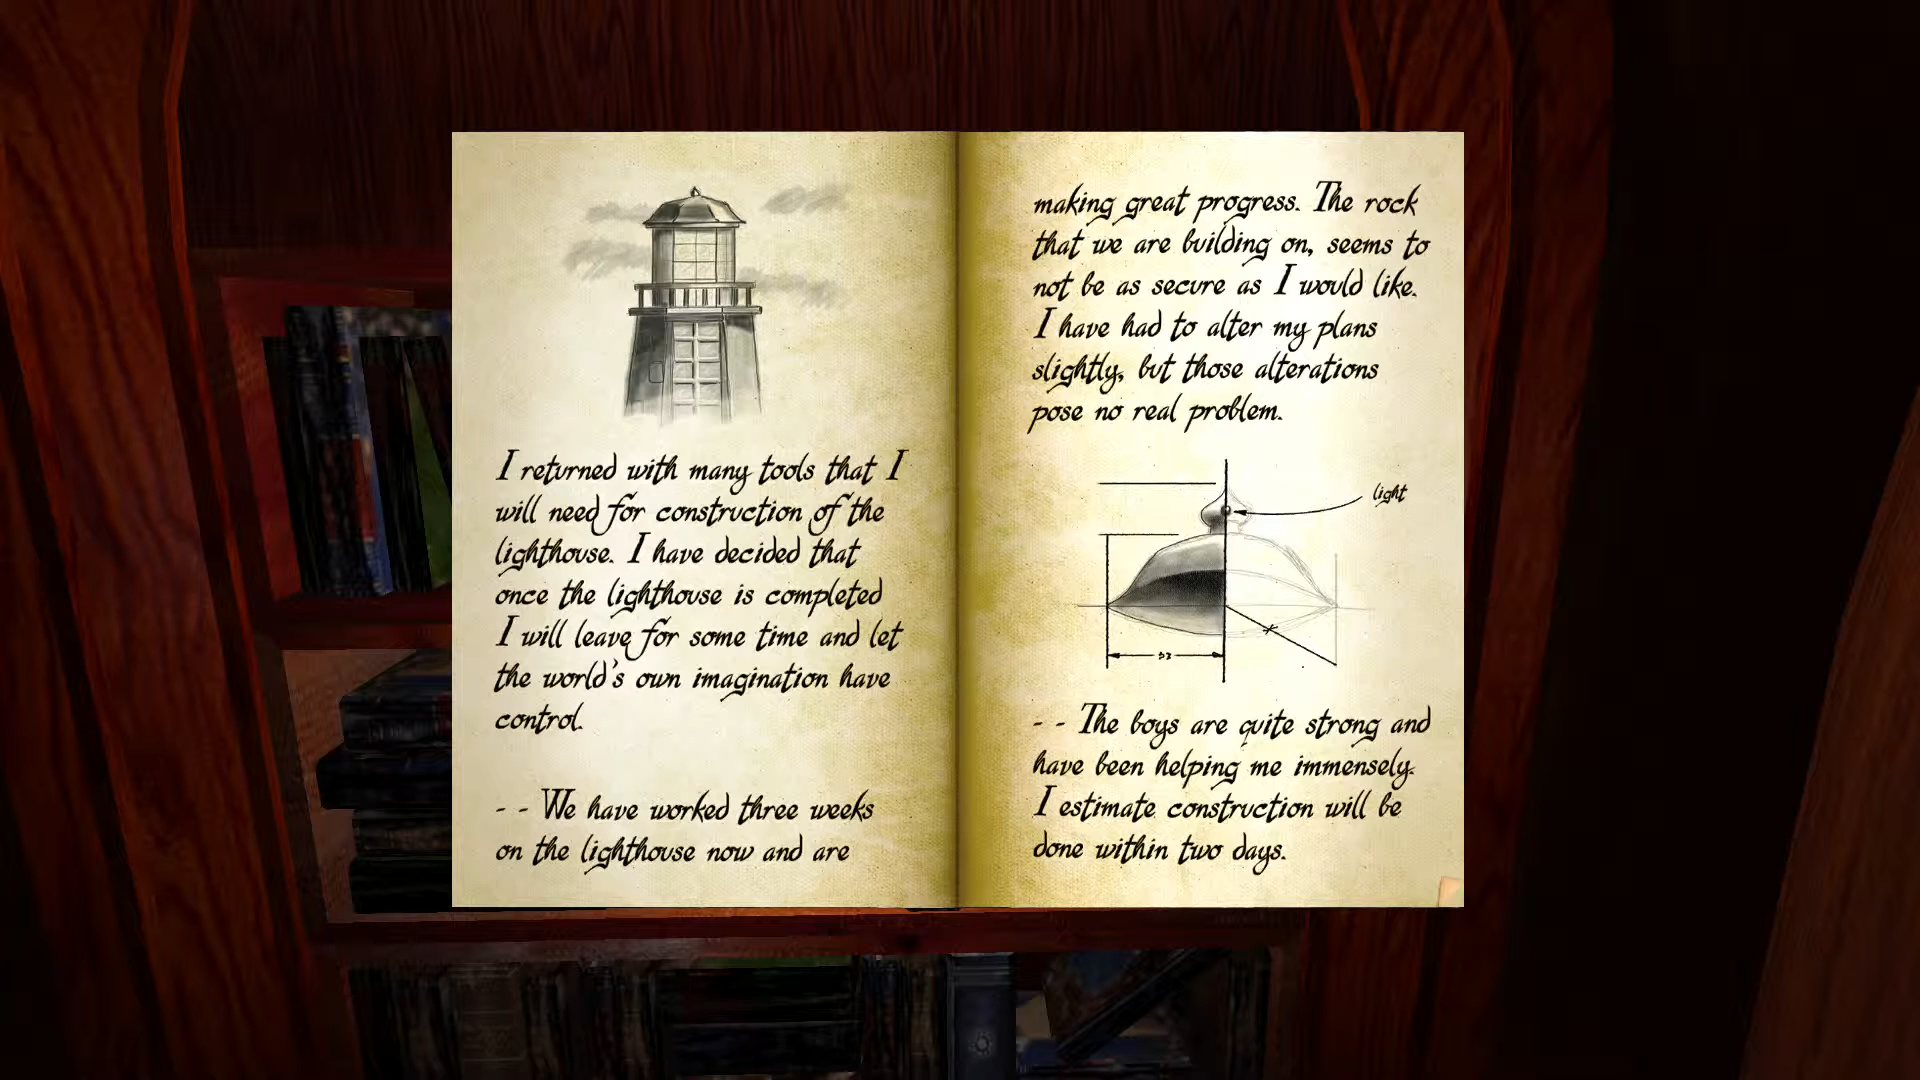 I returned with many tools that I
will need for construction of the
lighthouse. I have decided that
once the lighthouse is completed
I will leave for some time and let
the world's own imagination have
control.
- - We have worked three weeks
on the lighthouse now and are
making great progress. The rock
that we are building on, seems to
not be as secure as I would like.
I have had to alter my plans
slightly, but those alterations
pose no real problem.
light
- - The boys are quite strong and
have been helping me immensely.
I estimate construction will be
done within two days.